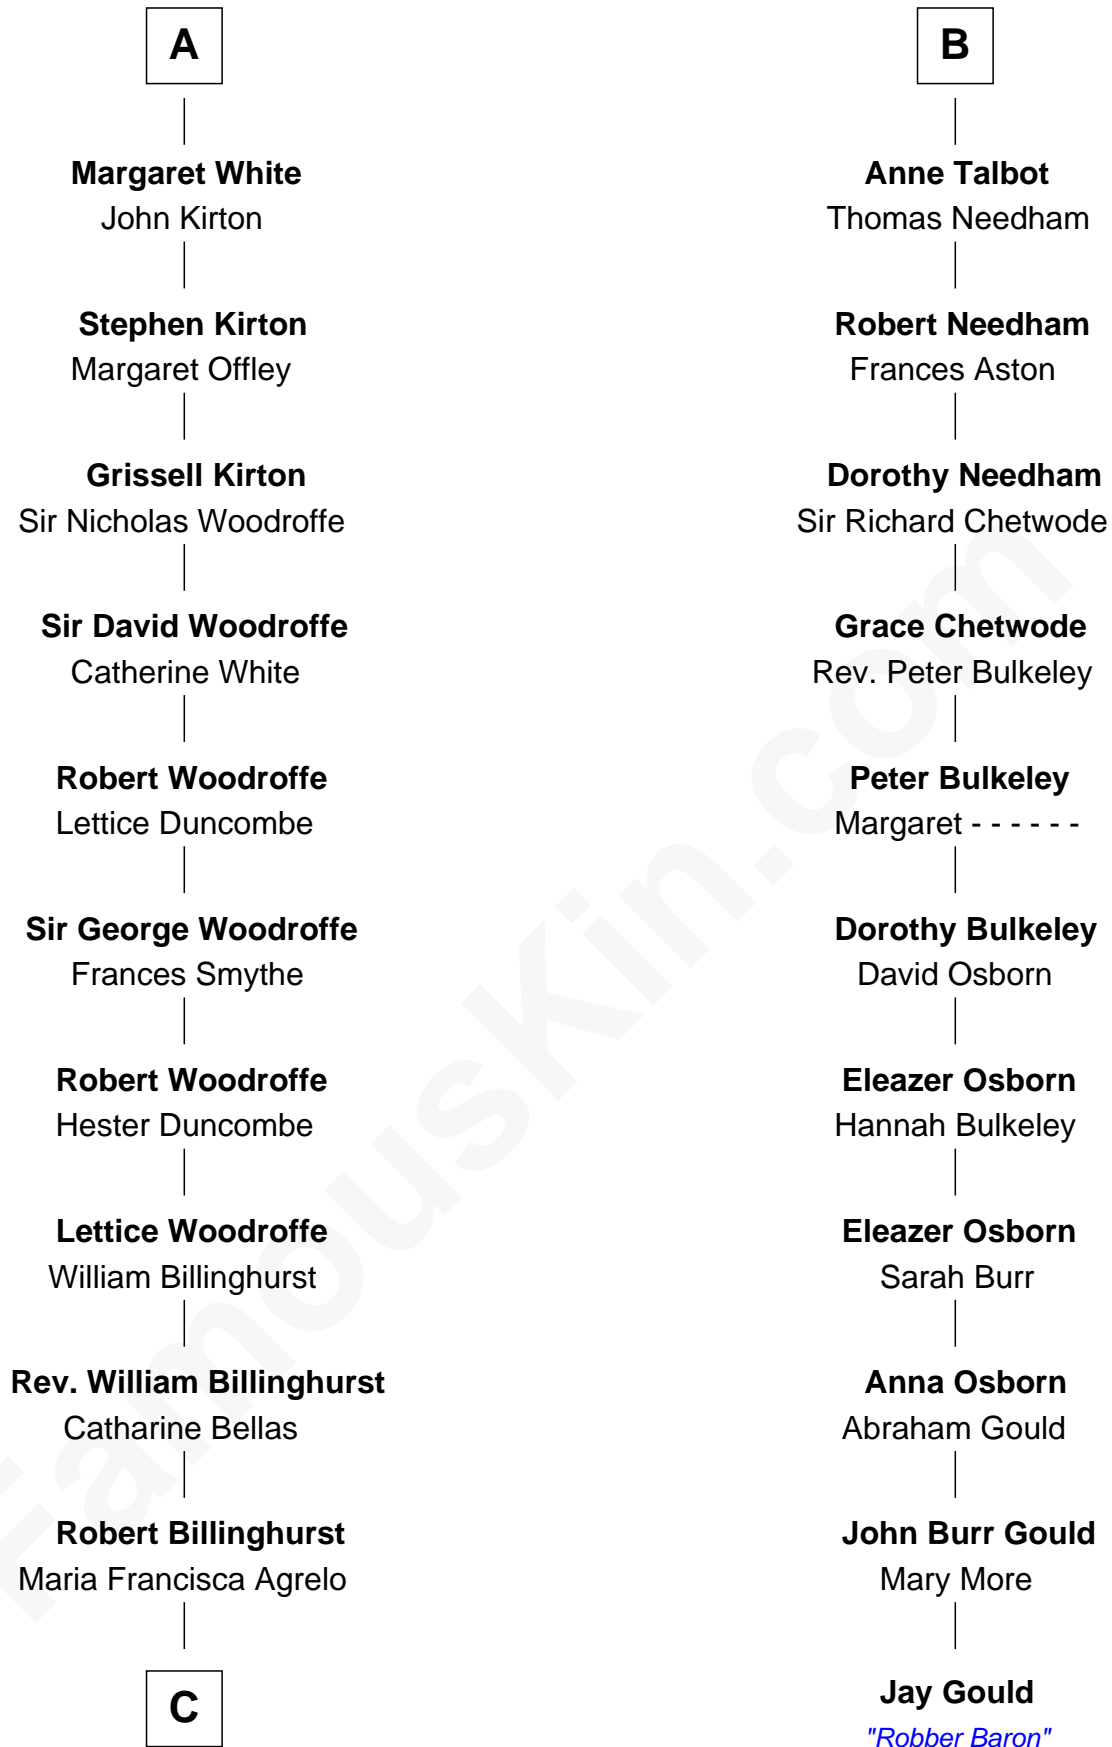 A
Margaret White
John Kirton
Stephen Kirton
Margaret Offley
Grissell Kirton
Sir Nicholas Woodroffe
Sir David Woodroffe
Catherine White
Robert Woodroffe
Lettice Duncombe
Sir George Woodroffe
Frances Smythe
Robert Woodroffe
Hester Duncombe
Lettice Woodroffe
William Billinghurst
Rev. William Billinghurst
Catharine Bellas
Robert Billinghurst
Maria Francisca Agrelo
C
B
Anne Talbot
Thomas Needham
Robert Needham
Frances Aston
Dorothy Needham
Sir Richard Chetwode
Grace Chetwode
Rev. Peter Bulkeley
Peter Bulkeley
Margaret - - - - - -
Dorothy Bulkeley
David Osborn
Eleazer Osborn
Hannah Bulkeley
Eleazer Osborn
Sarah Burr
Anna Osborn
Abraham Gould
John Burr Gould
Mary More
Jay Gould
"Robber Baron"
FamousKin.com